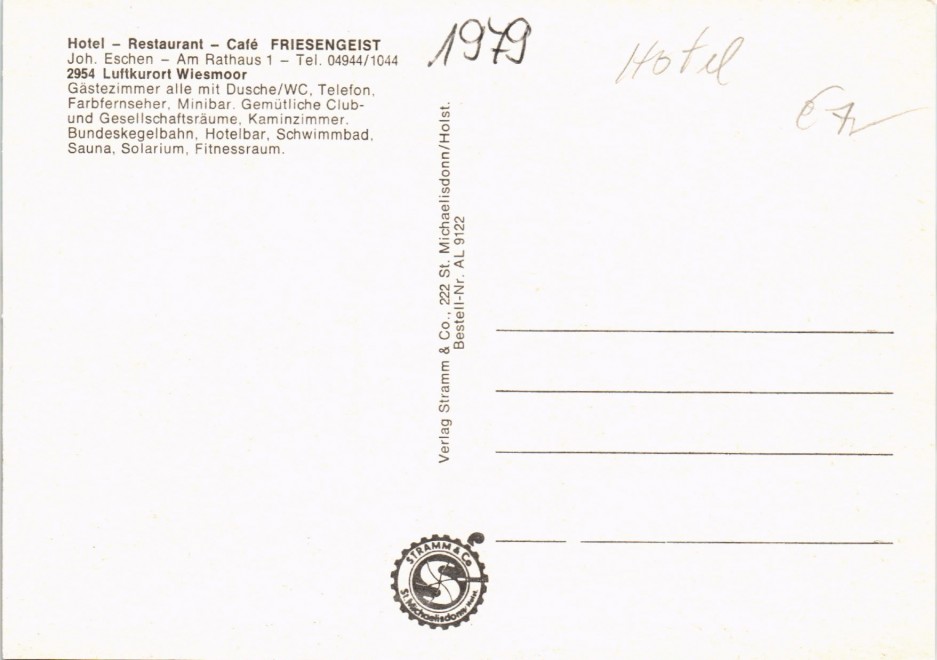 Hotel – Restaurant – Café FRIESENGEIST
Joh. Eschen – Am Rathaus 1 – Tel. 04944/1044
2954 Luftkurort Wiesmoor
Gästezimmer alle mit Dusche/WC, Telefon,
Farbfernseher, Minibar. Gemütliche Club-
und Gesellschaftsräume, Kaminzimmer.
Bundeskegelbahn, Hotelbar, Schwimmbad,
Sauna, Solarium, Fitnessraum.
1979
Hotel
Verlag Stramm & Co., 222 St. Michaelisdonn/Holst.
Bestell-Nr. AL 9122
STRAMM & Co
St. Michaelisdonn Holst.